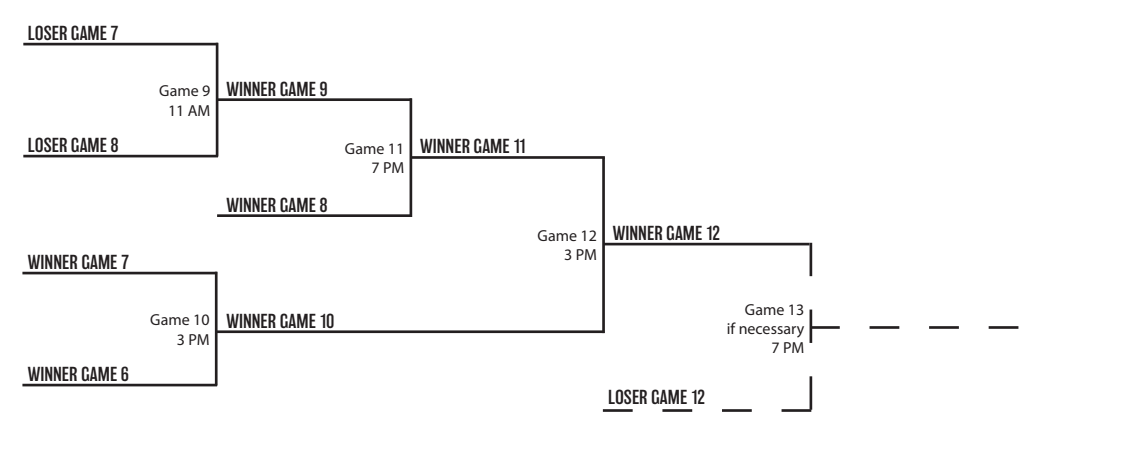 LOSER GAME 7
Game 9
11 AM
WINNER GAME 9
LOSER GAME 8
Game 11
7 PM
WINNER GAME 11
WINNER GAME 8
Game 12
3 PM
WINNER GAME 12
WINNER GAME 7
Game 10
3 PM
WINNER GAME 10
WINNER GAME 6
Game 13
if necessary
7 PM
LOSER GAME 12